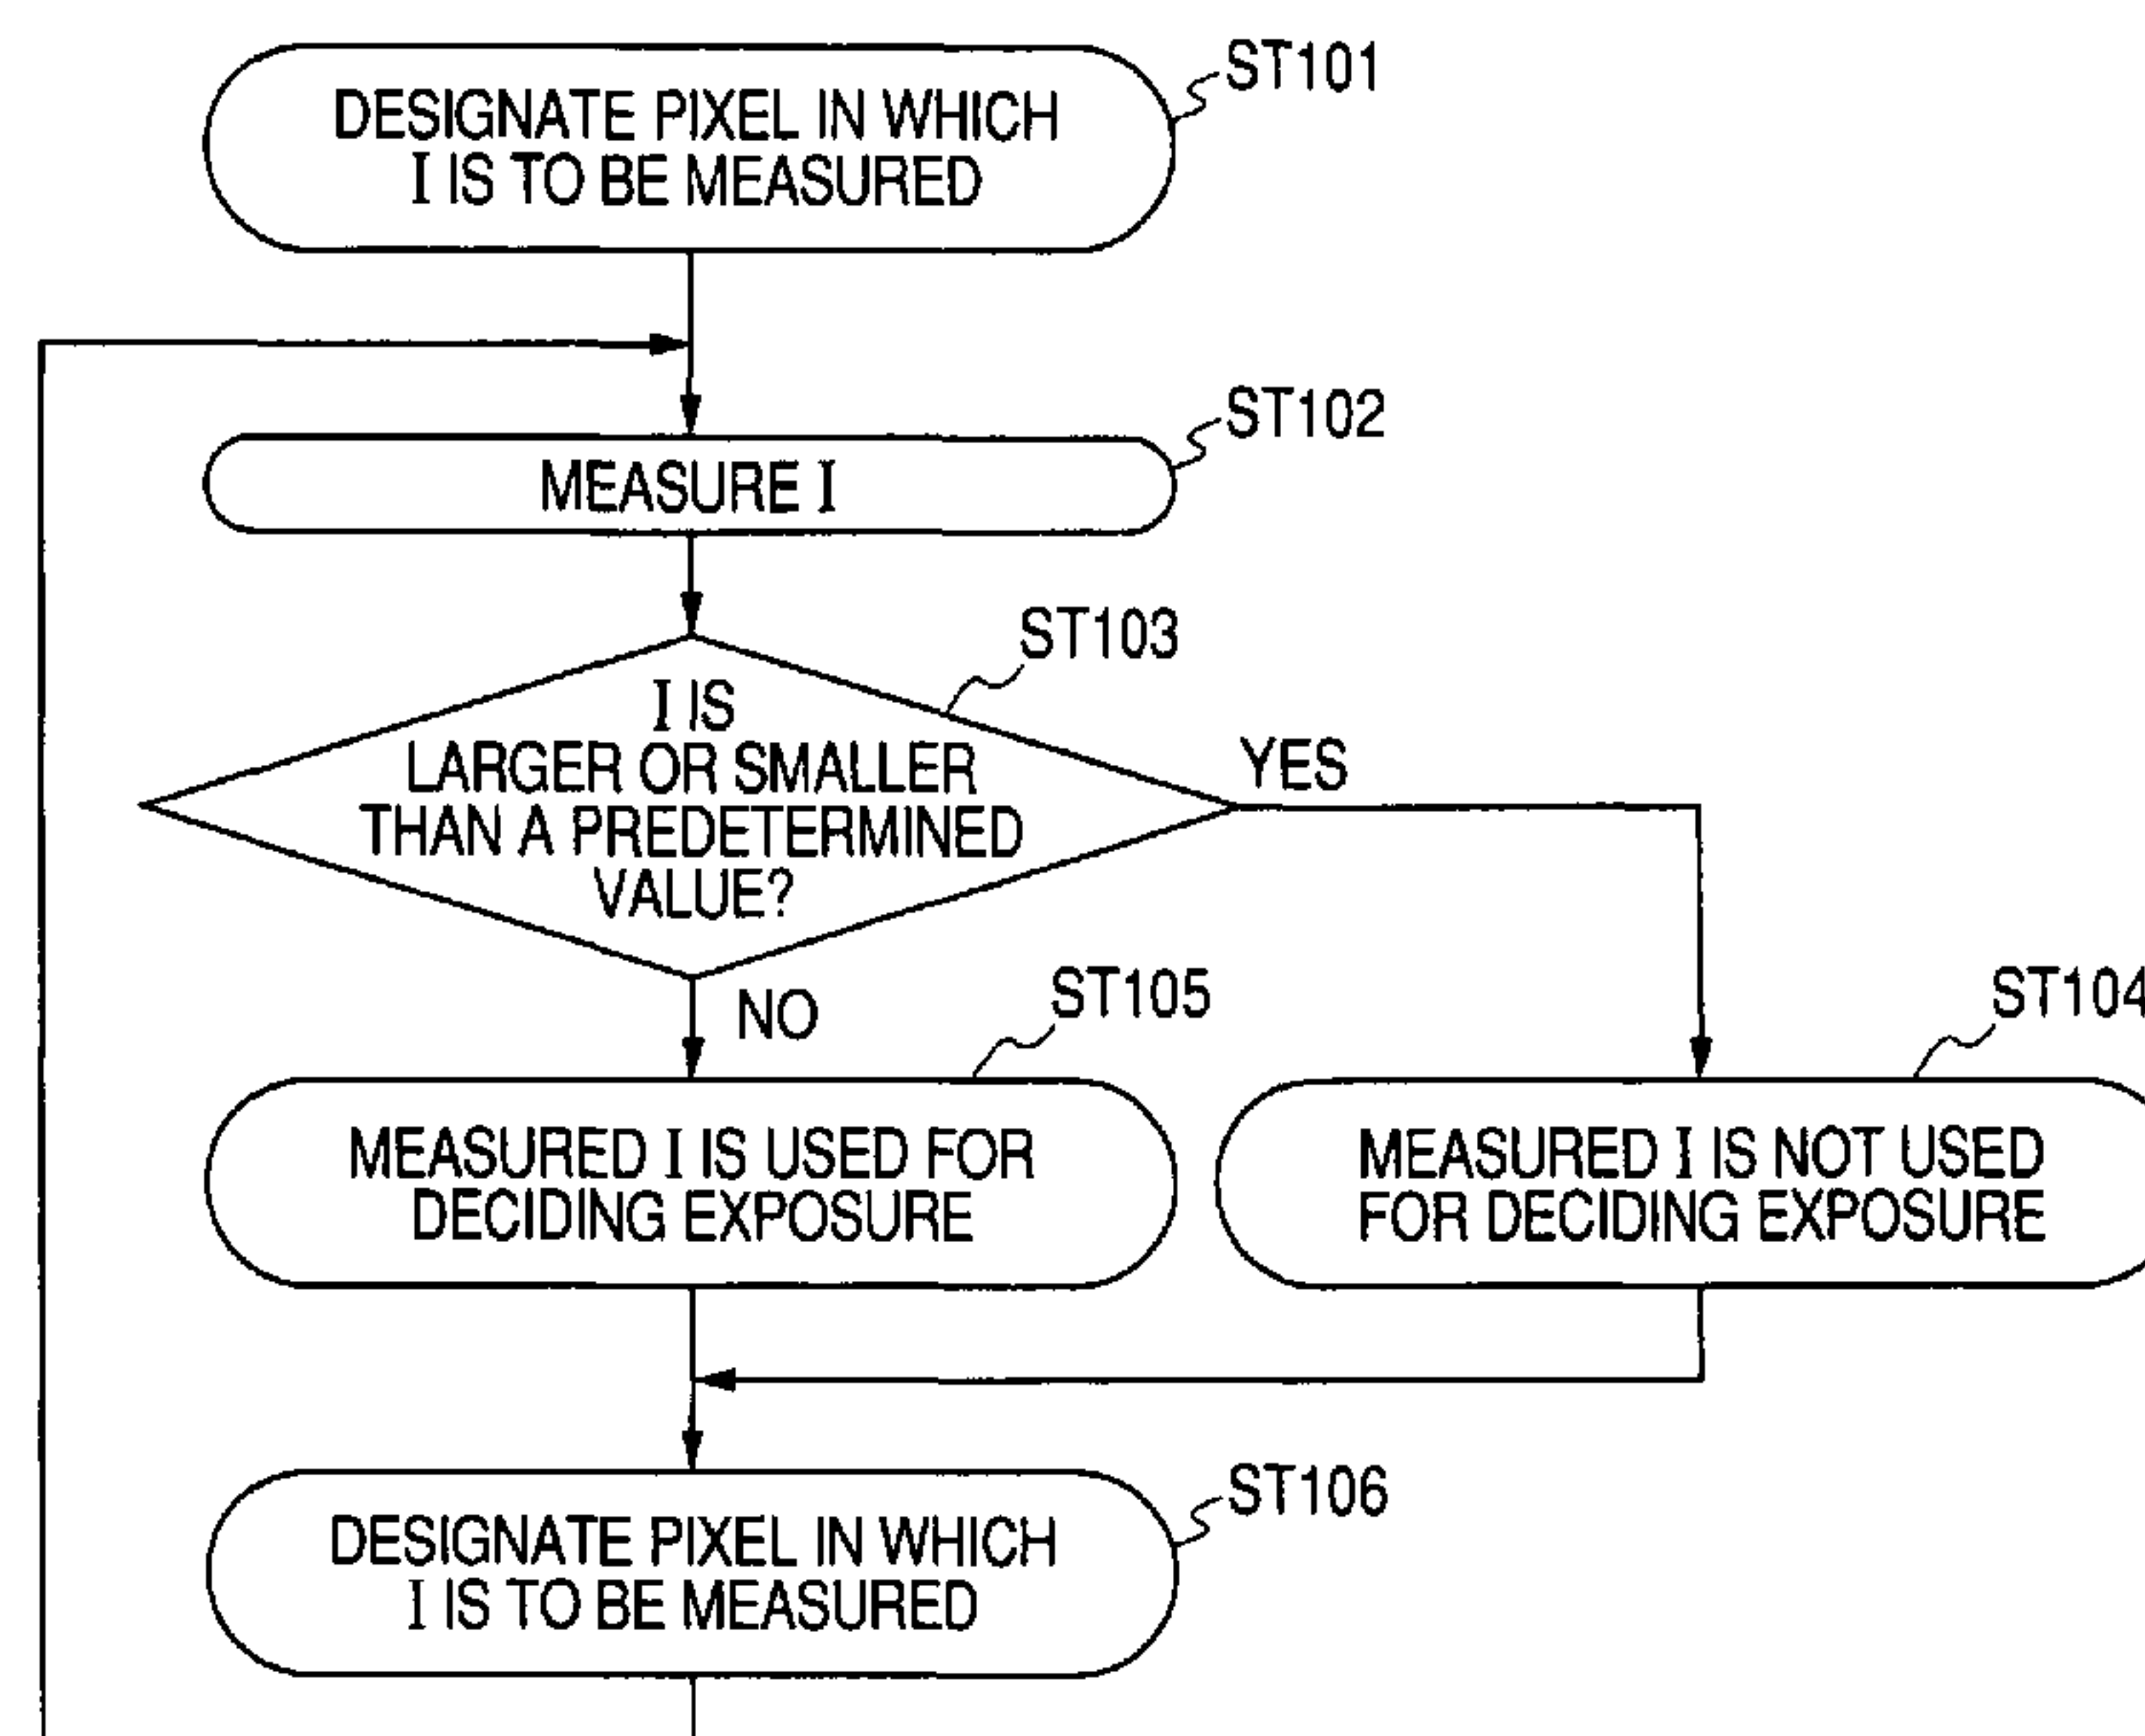 ST101
DESIGNATE PIXEL IN WHICH
I IS TO BE MEASURED
ST102
MEASURE I
ST103
I IS
LARGER OR SMALLER
THAN A PREDETERMINED
VALUE?
YES
NO
ST105
MEASURED I IS USED FOR
DECIDING EXPOSURE
ST104
MEASURED I IS NOT USED
FOR DECIDING EXPOSURE
ST106
DESIGNATE PIXEL IN WHICH
I IS TO BE MEASURED